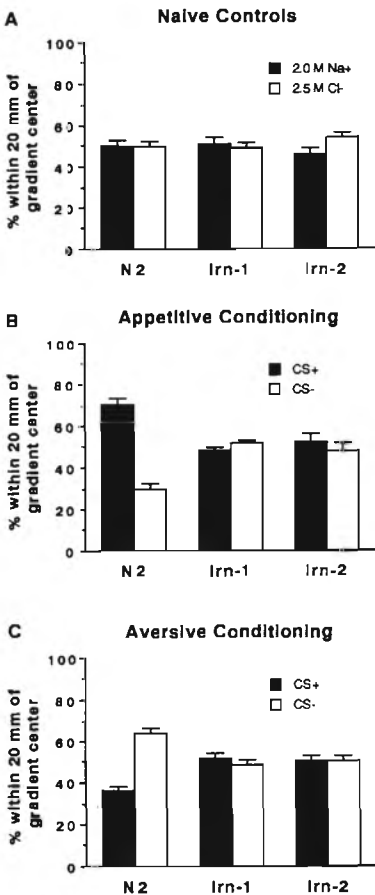 A
Naive Controls
% within 20 mm of
gradient center
100
80
60
40
20
0
2.0 M Na+
2.5 M Cl-
N2
lrn-1
lrn-2
B
Appetitive Conditioning
% within 20 mm of
gradient center
100
80
60
40
20
0
CS+
CS-
N2
lrn-1
lrn-2
C
Aversive Conditioning
% within 20 mm of
gradient center
100
80
60
40
20
0
CS+
CS-
N2
lrn-1
lrn-2